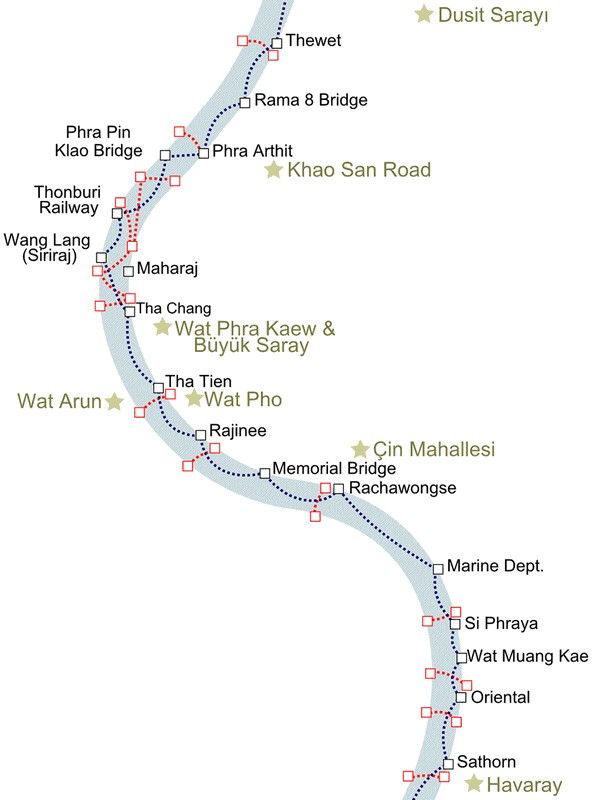 Dusit Sarayı
Thewet
Rama 8 Bridge
Phra Pin
Klao Bridge
Phra Arthit
Khao San Road
Thonburi
Railway
Wang Lang
(Siriraj)
Maharaj
Tha Chang
Wat Phra Kaew &
Büyük Saray
Tha Tien
Wat Arun
Wat Pho
Rajinee
Çin Mahallesi
Memorial Bridge
Rachawongse
Marine Dept.
Si Phraya
Wat Muang Kae
Oriental
Sathorn
Havaray